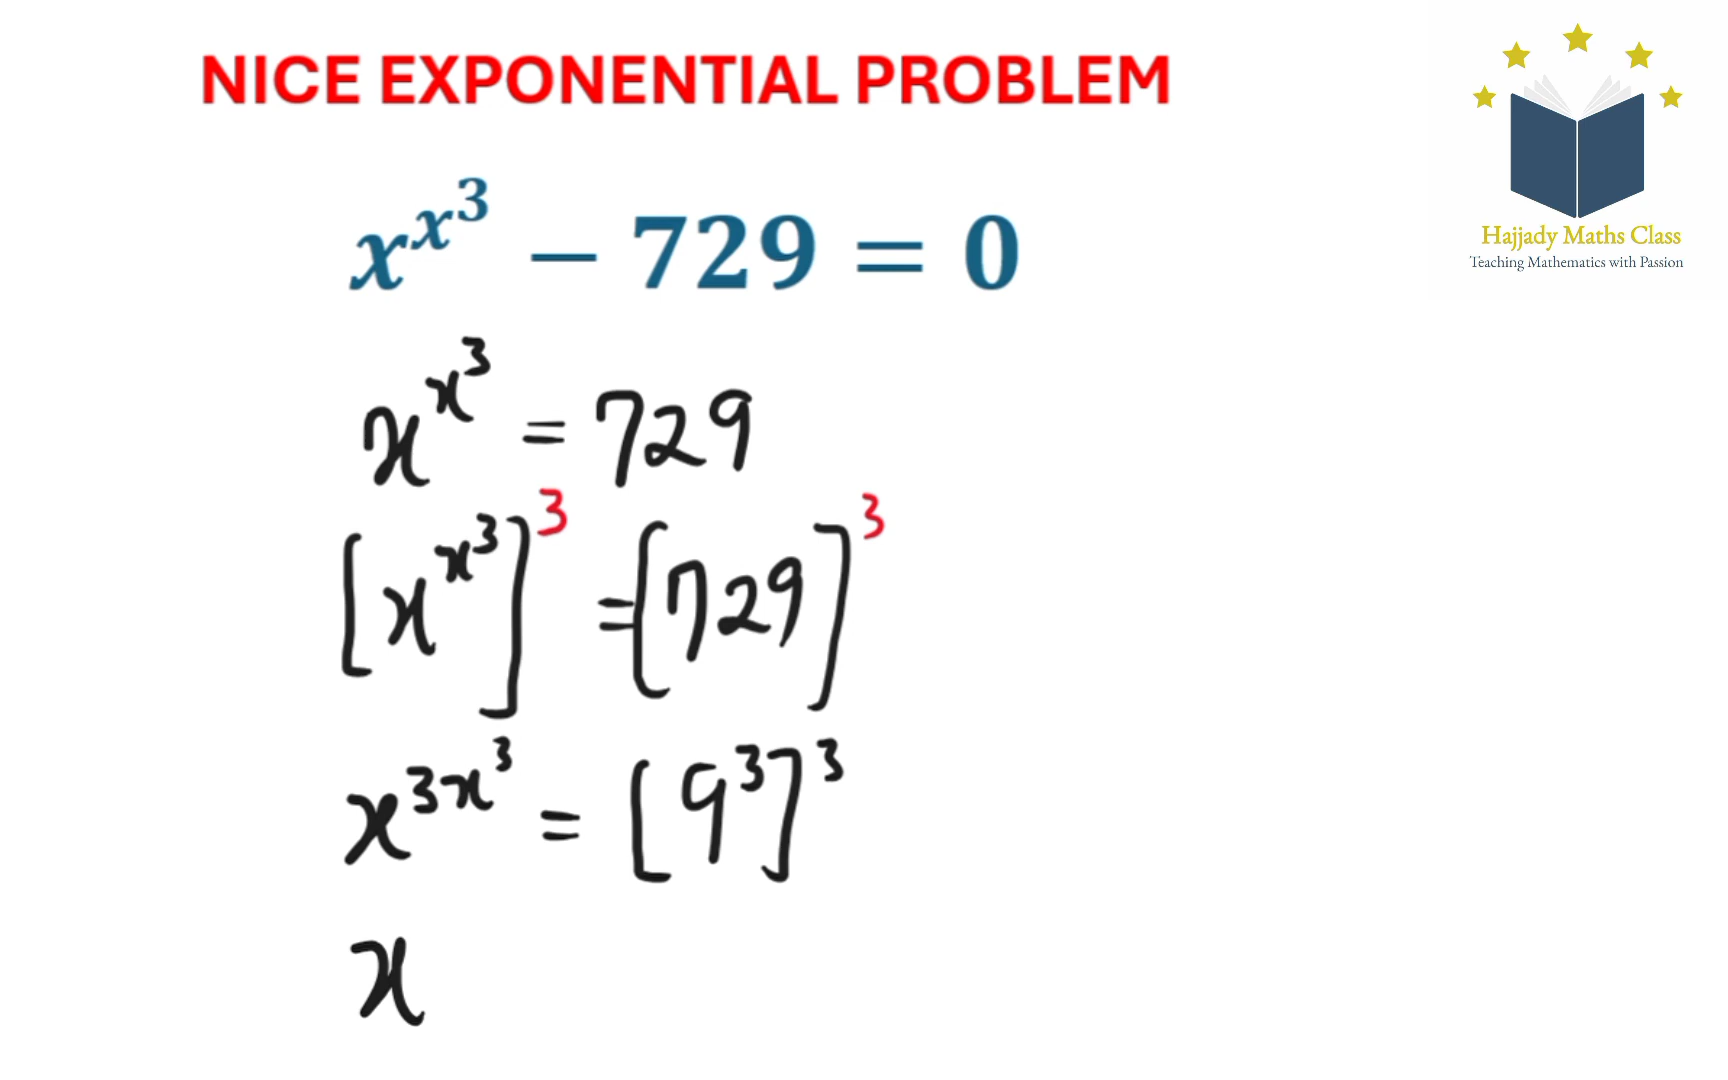 NICE EXPONENTIAL PROBLEM
Hajjady Maths Class
Teaching Mathematics with Passion
x^{x^3} − 729 = 0
x^{x^3} = 729
[x^{x^3}]^3 = [729]^3
x^{3x^3} = [9^3]^3
x